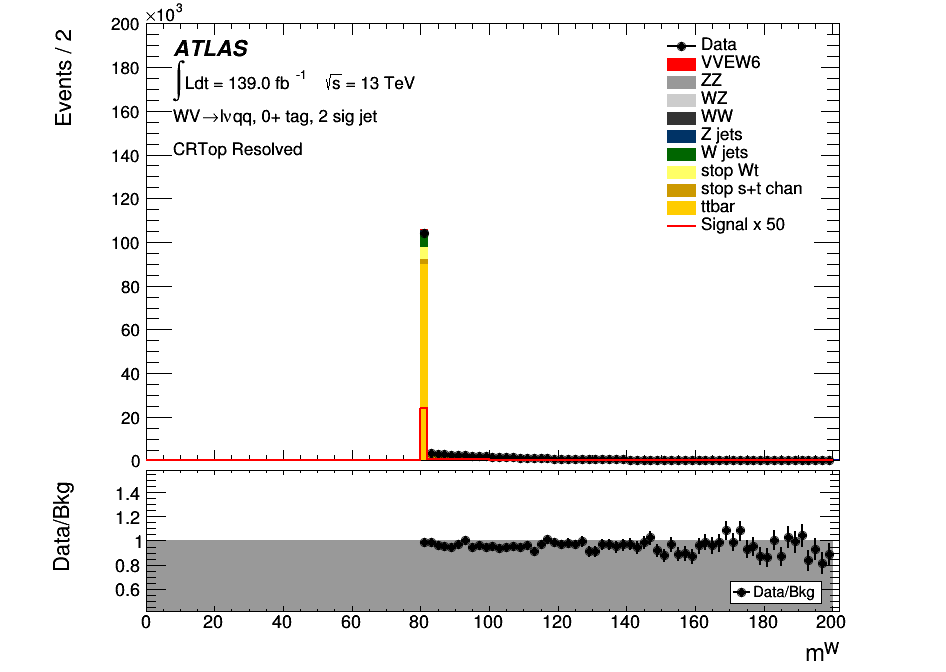 ×10³
Events / 2
200
180
160
140
120
100
80
60
40
20
0
ATLAS
∫Ldt = 139.0 fb⁻¹ √s = 13 TeV
WV→lνqq, 0+ tag, 2 sig jet
CRTop Resolved
Data
VVEW6
ZZ
WZ
WW
Z jets
W jets
stop Wt
stop s+t chan
ttbar
Signal x 50
Data/Bkg
1.4
1.2
1
0.8
0.6
Data/Bkg
0 20 40 60 80 100 120 140 160 180 200
mᵂ